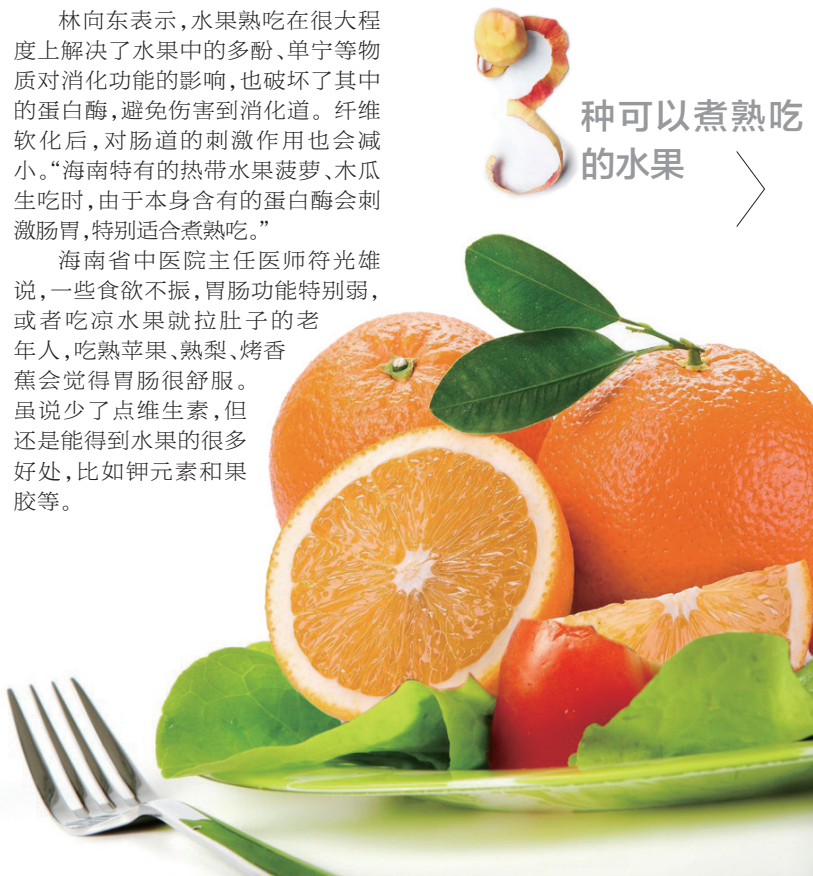 林向东表示,水果熟吃在很大程
度上解决了水果中的多酚、单宁等物
质对消化功能的影响,也破坏了其中
的蛋白酶,避免伤害到消化道。纤维
软化后,对肠道的刺激作用也会减
小。“海南特有的热带水果菠萝、木瓜
生吃时,由于本身含有的蛋白酶会刺
激肠胃,特别适合煮熟吃。”
海南省中医院主任医师符光雄
说,一些食欲不振,胃肠功能特别弱,
或者吃凉水果就拉肚子的老
年人,吃熟苹果、熟梨、烤香
蕉会觉得胃肠很舒服。
虽说少了点维生素,但
还是能得到水果的很多
好处,比如钾元素和果
胶等。
3种可以煮熟吃
的水果